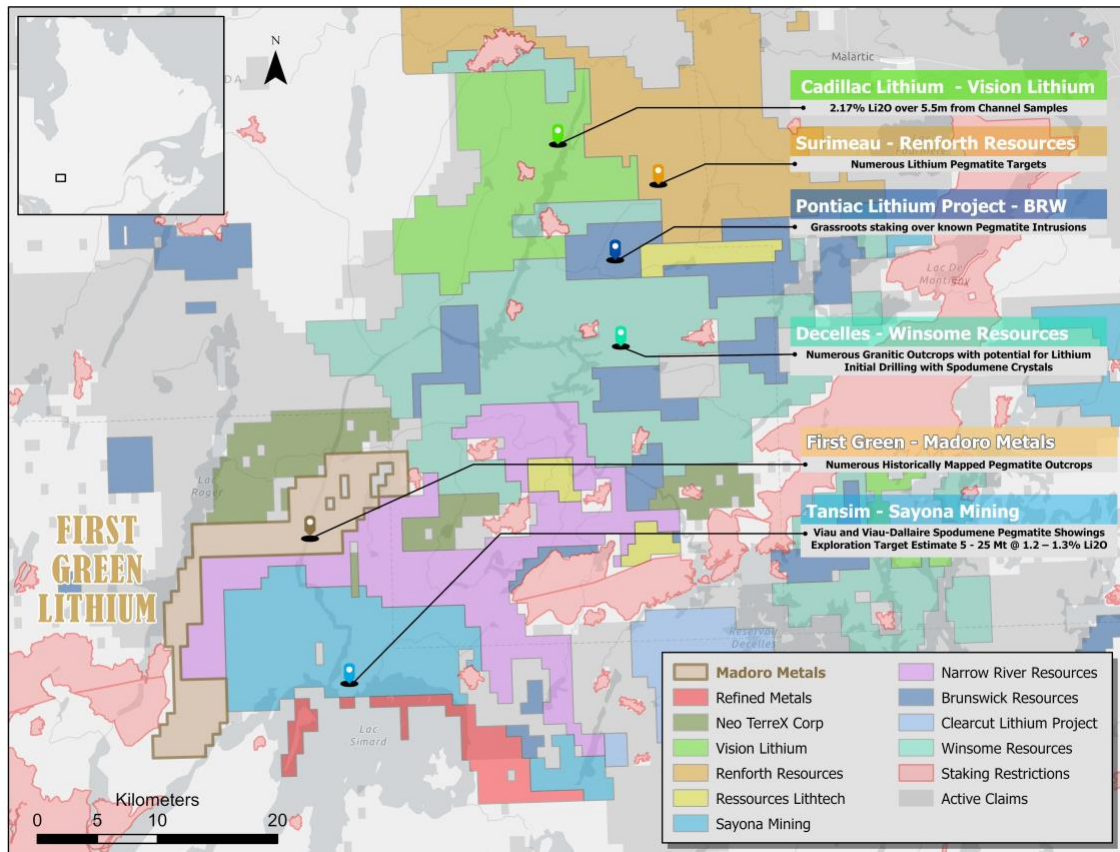 DA
N
Malartic
Cadillac Lithium - Vision Lithium
2.17% Li2O over 5.5m from Channel Samples
Surimeau - Renforth Resources
Numerous Lithium Pegmatite Targets
Pontiac Lithium Project - BRW
Grassroots staking over known Pegmatite Intrusions
Lac De
Montigny
Decelles - Winsome Resources
Numerous Granitic Outcrops with potential for Lithium
Initial Drilling with Spodumene Crystals
First Green - Madoro Metals
Numerous Historically Mapped Pegmatite Outcrops
Lac
Roger
Tansim - Sayona Mining
Viau and Viau-Dallaire Spodumene Pegmatite Showings
Exploration Target Estimate 5 - 25 Mt @ 1.2 – 1.3% Li2O
FIRST
GREEN
LITHIUM
Reservoir
Decelles
Lac
Simard
Madoro Metals
Refined Metals
Neo TerreX Corp
Vision Lithium
Renforth Resources
Ressources Lithtech
Sayona Mining
Narrow River Resources
Brunswick Resources
Clearcut Lithium Project
Winsome Resources
Staking Restrictions
Active Claims
Kilometers
0 5 10 20